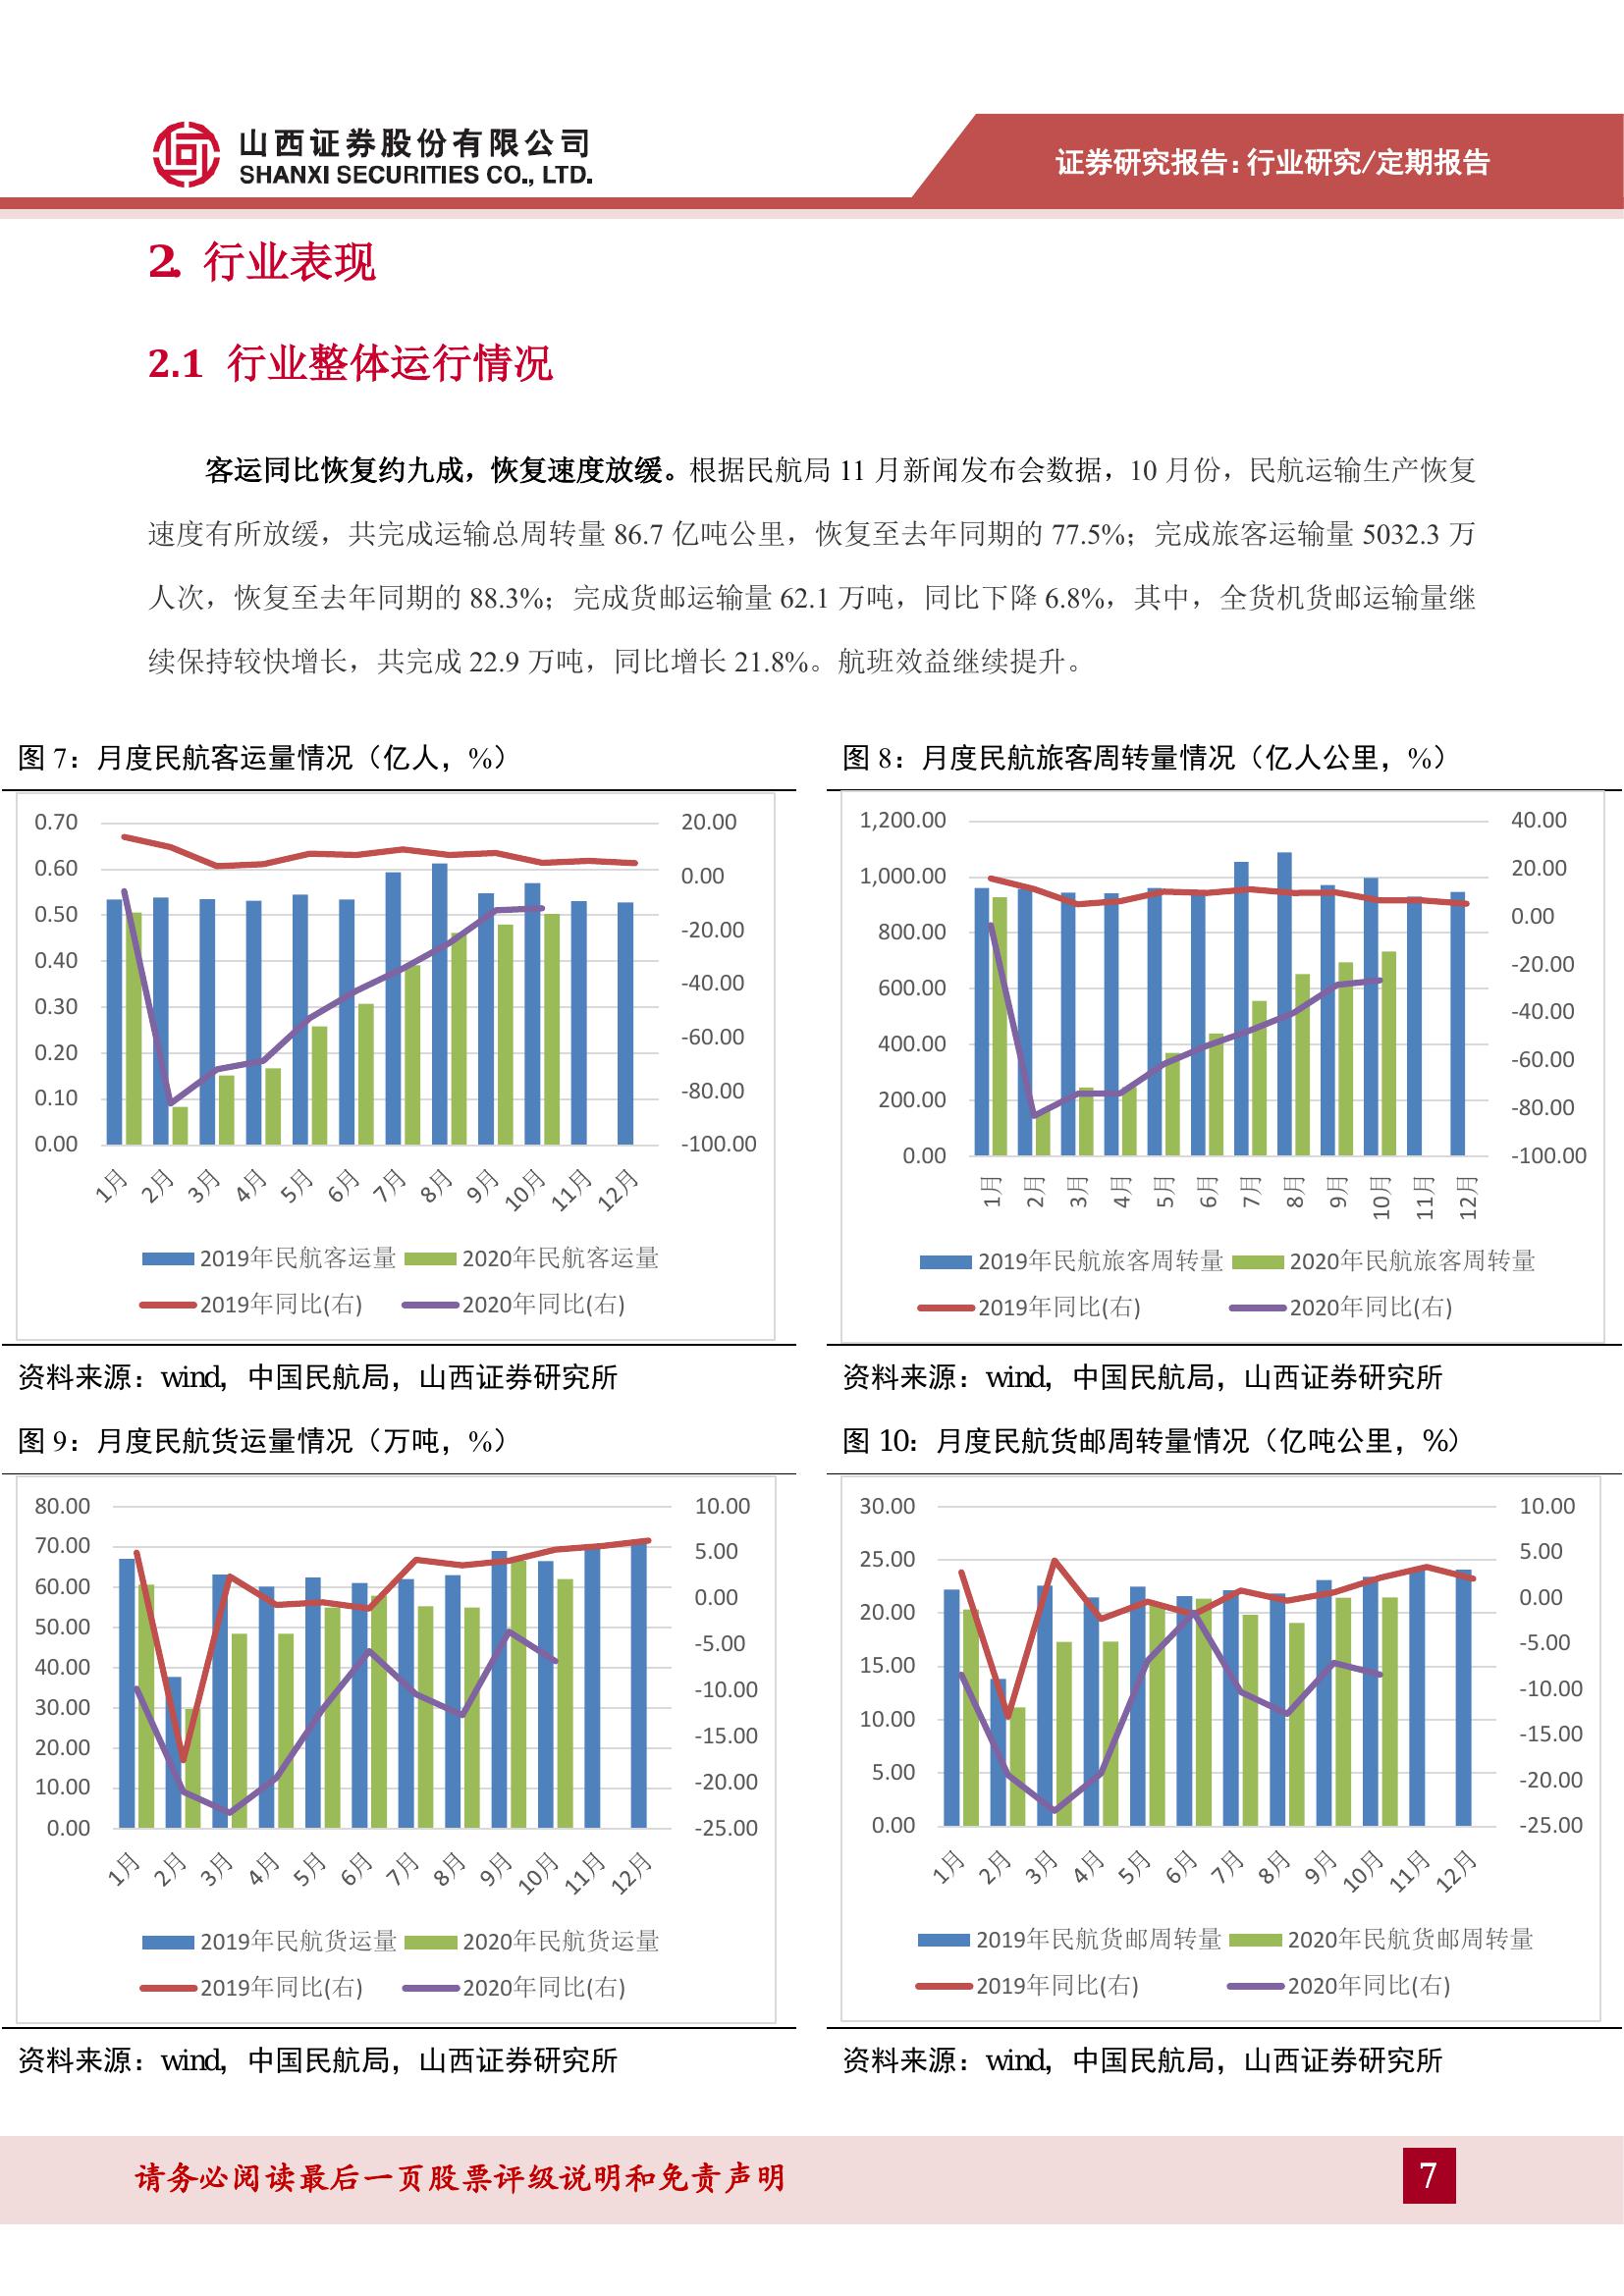 山西证券股份有限公司
SHANXI SECURITIES CO., LTD.
证券研究报告:行业研究/定期报告
2. 行业表现
2.1 行业整体运行情况
客运同比恢复约九成，恢复速度放缓。根据民航局 11 月新闻发布会数据，10 月份，民航运输生产恢复
速度有所放缓，共完成运输总周转量 86.7 亿吨公里，恢复至去年同期的 77.5%；完成旅客运输量 5032.3 万
人次，恢复至去年同期的 88.3%；完成货邮运输量 62.1 万吨，同比下降 6.8%，其中，全货机货邮运输量继
续保持较快增长，共完成 22.9 万吨，同比增长 21.8%。航班效益继续提升。
图 7：月度民航客运量情况（亿人，%）
0.70
0.60
0.50
0.40
0.30
0.20
0.10
0.00
20.00
0.00
-20.00
-40.00
-60.00
-80.00
-100.00
1月 2月 3月 4月 5月 6月 7月 8月 9月 10月 11月 12月
2019年民航客运量 2020年民航客运量
2019年同比(右) 2020年同比(右)
资料来源：wind，中国民航局，山西证券研究所
图 8：月度民航旅客周转量情况（亿人公里，%）
1,200.00
1,000.00
800.00
600.00
400.00
200.00
0.00
40.00
20.00
0.00
-20.00
-40.00
-60.00
-80.00
-100.00
1月 2月 3月 4月 5月 6月 7月 8月 9月 10月 11月 12月
2019年民航旅客周转量 2020年民航旅客周转量
2019年同比(右) 2020年同比(右)
资料来源：wind，中国民航局，山西证券研究所
图 9：月度民航货运量情况（万吨，%）
80.00
70.00
60.00
50.00
40.00
30.00
20.00
10.00
0.00
10.00
5.00
0.00
-5.00
-10.00
-15.00
-20.00
-25.00
1月 2月 3月 4月 5月 6月 7月 8月 9月 10月 11月 12月
2019年民航货运量 2020年民航货运量
2019年同比(右) 2020年同比(右)
资料来源：wind，中国民航局，山西证券研究所
图 10：月度民航货邮周转量情况（亿吨公里，%）
30.00
25.00
20.00
15.00
10.00
5.00
0.00
10.00
5.00
0.00
-5.00
-10.00
-15.00
-20.00
-25.00
1月 2月 3月 4月 5月 6月 7月 8月 9月 10月 11月 12月
2019年民航货邮周转量 2020年民航货邮周转量
2019年同比(右) 2020年同比(右)
资料来源：wind，中国民航局，山西证券研究所
请务必阅读最后一页股票评级说明和免责声明
7